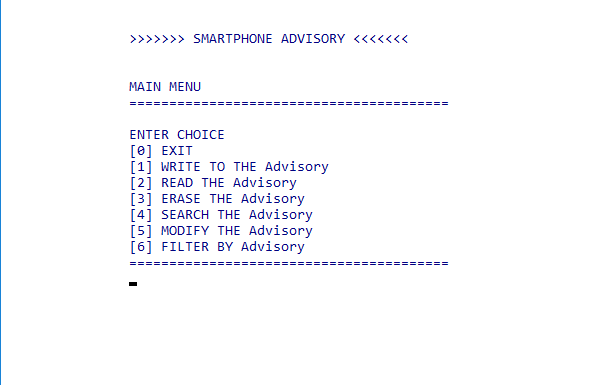 >>>>>>> SMARTPHONE ADVISORY <<<<<<<
MAIN MENU
========================================
ENTER CHOICE
[0] EXIT
[1] WRITE TO THE Advisory
[2] READ THE Advisory
[3] ERASE THE Advisory
[4] SEARCH THE Advisory
[5] MODIFY THE Advisory
[6] FILTER BY Advisory
========================================